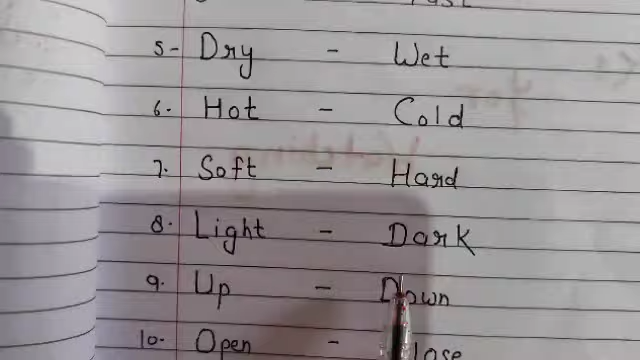 5- Dry - Wet
6. Hot - Cold
7. Soft - Hard
8. Light - Dark
9. Up - Down
10. Open -